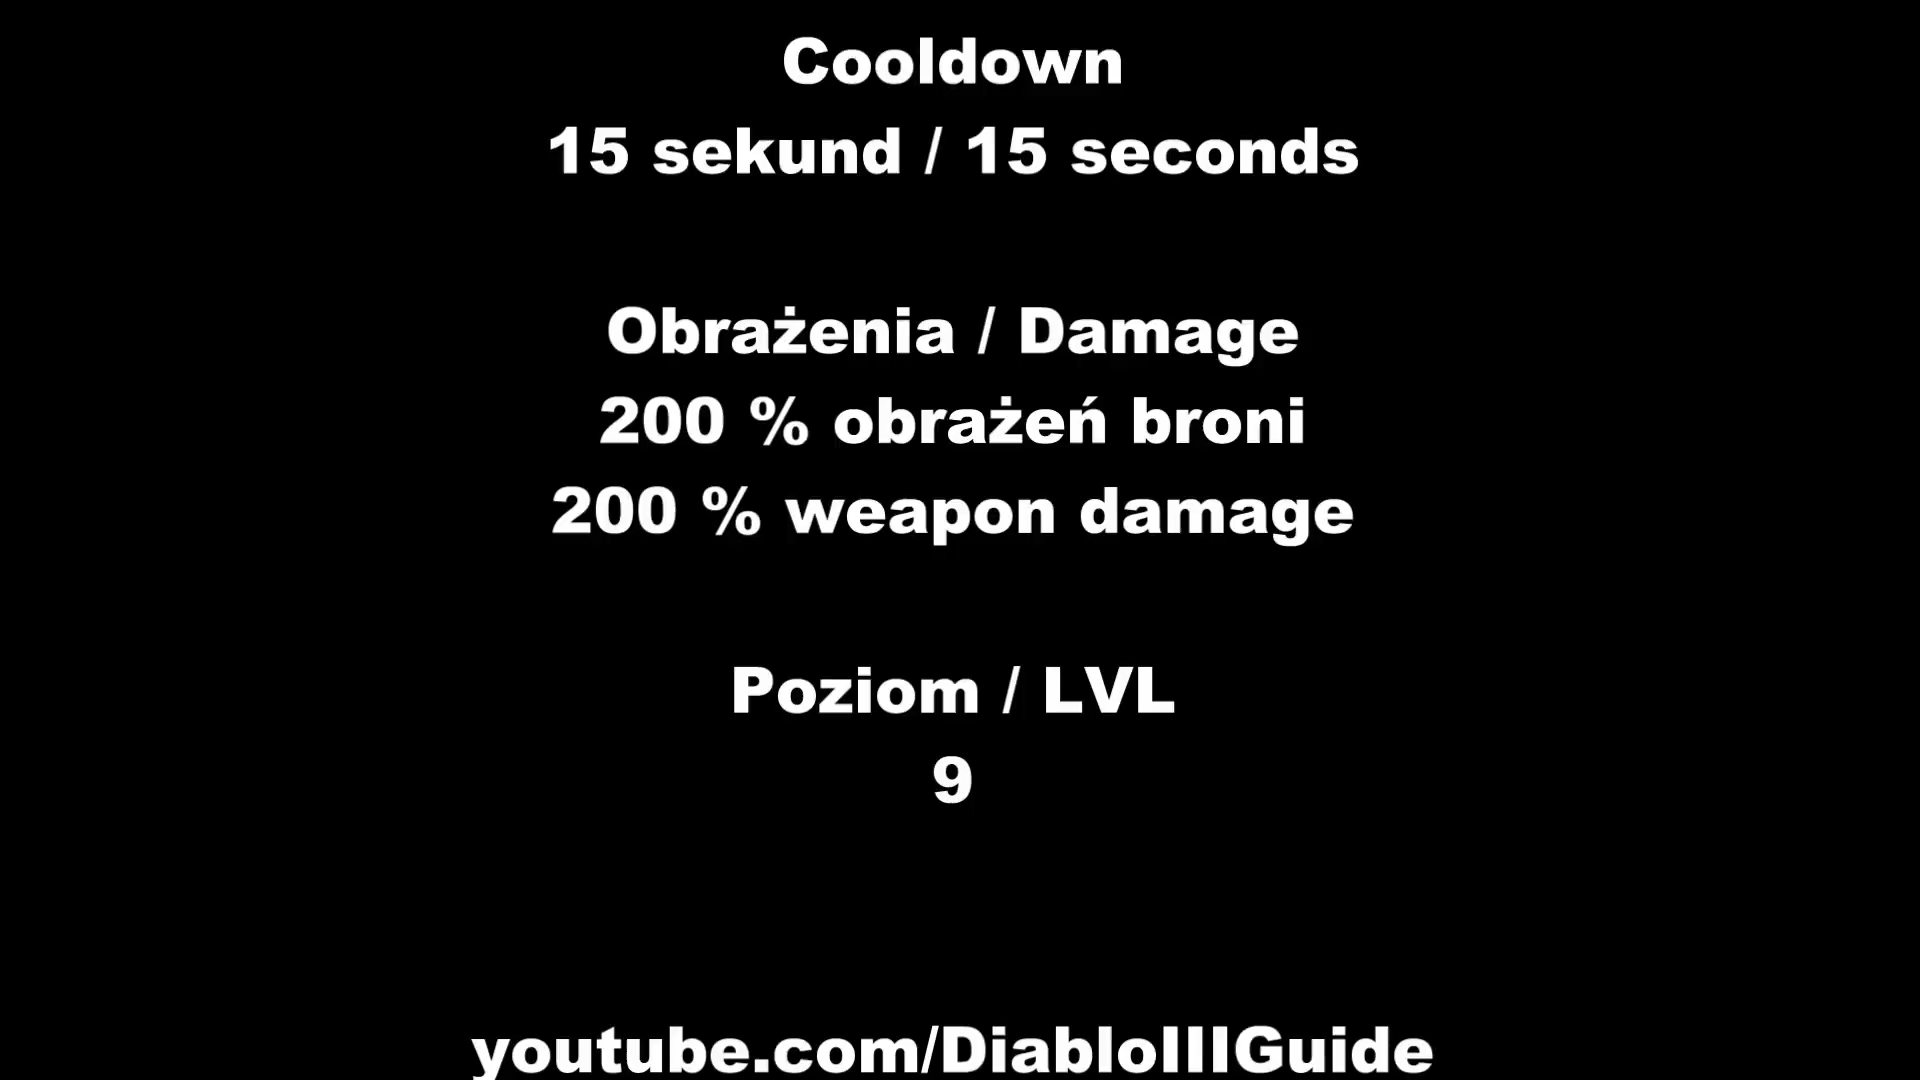 Cooldown
15 sekund / 15 seconds
Obrażenia / Damage
200 % obrażeń broni
200 % weapon damage
Poziom / LVL
9
youtube.com/DiabloIIIGuide